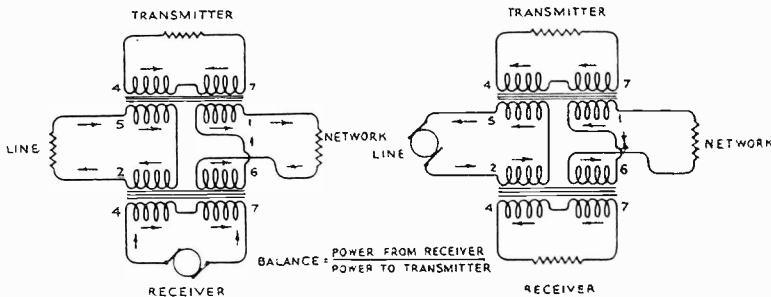 TRANSMITTER
4 7
5 1
LINE
NETWORK
2 6
4 7
RECEIVER
BALANCE = POWER FROM RECEIVER
POWER TO TRANSMITTER
TRANSMITTER
4 7
5 1
LINE
NETWORK
2 6
4 7
RECEIVER